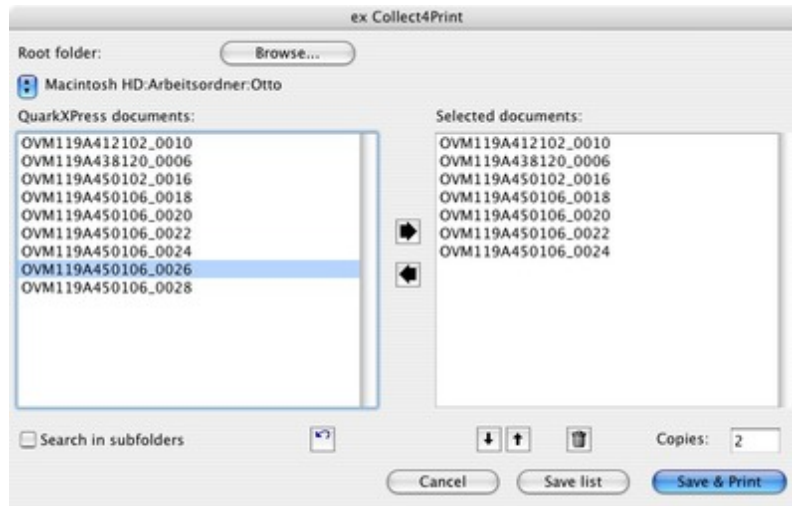 ex Collect4Print
Root folder:
Browse...
Macintosh HD:Arbeitsordner:Otto
QuarkXPress documents:
OVM119A412102_0010
OVM119A438120_0006
OVM119A450102_0016
OVM119A450106_0018
OVM119A450106_0020
OVM119A450106_0022
OVM119A450106_0024
OVM119A450106_0026
OVM119A450106_0028
Selected documents:
OVM119A412102_0010
OVM119A438120_0006
OVM119A450102_0016
OVM119A450106_0018
OVM119A450106_0020
OVM119A450106_0022
OVM119A450106_0024
Search in subfolders
Copies: 2
Cancel
Save list
Save & Print